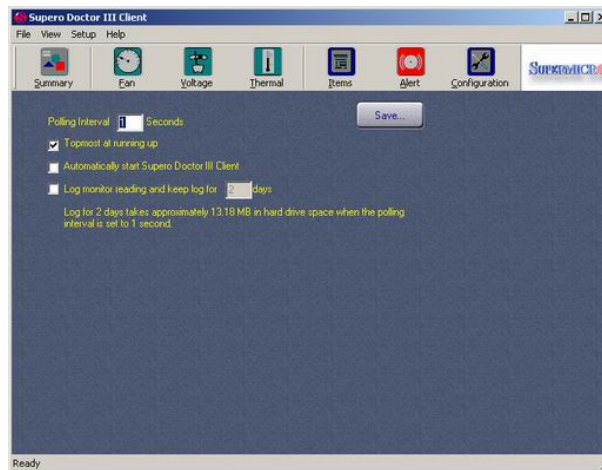 Supero Doctor III Client
File View Setup Help
Summary Fan Voltage Thermal Items Alert Configuration SUPERMICR
Polling Interval 1 Seconds Save...
Topmost at running up
Automatically start Supero Doctor III Client
Log monitor reading and keep log for 2 days
Log for 2 days takes approximately 13.18 MB in hard drive space when the polling
interval is set to 1 second.
Ready